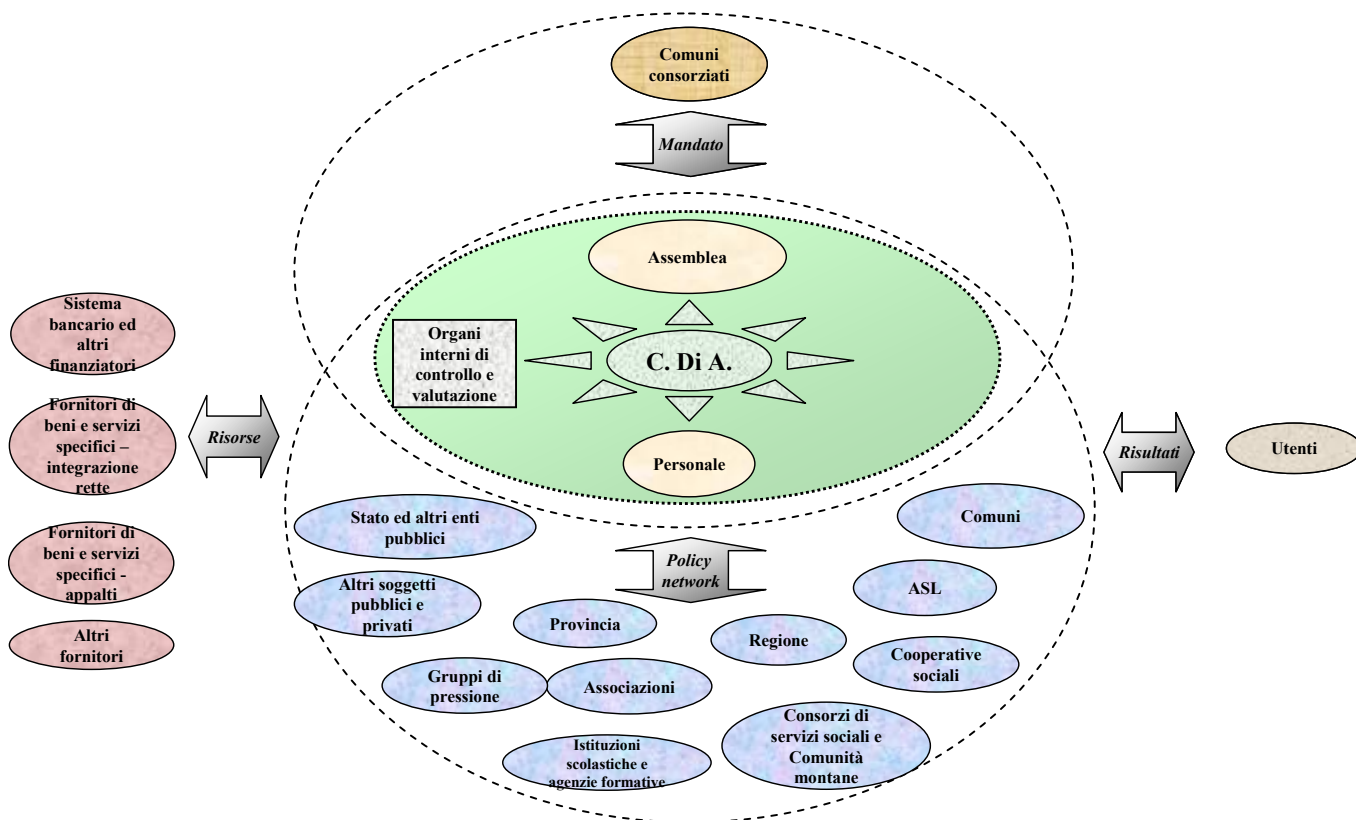 Comuni
consorziati
Mandato
Assemblea
Organi
interni di
controllo e
valutazione
C. Di A.
Personale
Sistema
bancario ed
altri
finanziatori
Fornitori di
beni e servizi
specifici –
integrazione
rette
Fornitori di
beni e servizi
specifici -
appalti
Altri
fornitori
Risorse
Risultati
Utenti
Stato ed altri enti
pubblici
Policy
network
Comuni
Altri soggetti
pubblici e
privati
ASL
Provincia
Regione
Cooperative
sociali
Gruppi di
pressione
Associazioni
Consorzi di
servizi sociali e
Comunità
montane
Istituzioni
scolastiche e
agenzie formative